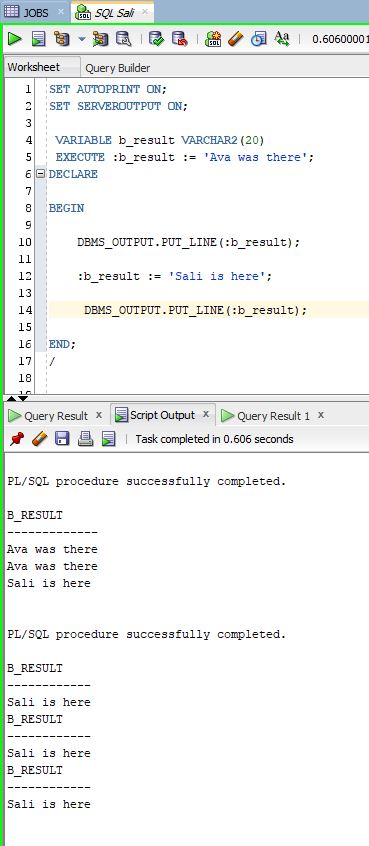 JOBS
SQL Sali
0.60600001
Worksheet
Query Builder
1 SET AUTOPRINT ON;
2 SET SERVEROUTPUT ON;
3
4 VARIABLE b_result VARCHAR2(20)
5 EXECUTE :b_result := 'Ava was there';
6 DECLARE
7
8 BEGIN
9
10 DBMS_OUTPUT.PUT_LINE(:b_result);
11
12 :b_result := 'Sali is here';
13
14 DBMS_OUTPUT.PUT_LINE(:b_result);
15
16 END;
17 /
18
Query Result x
Script Output x
Query Result 1 x
Task completed in 0.606 seconds
PL/SQL procedure successfully completed.
B_RESULT
-------------
Ava was there
Ava was there
Sali is here
PL/SQL procedure successfully completed.
B_RESULT
------------
Sali is here
B_RESULT
------------
Sali is here
B_RESULT
------------
Sali is here